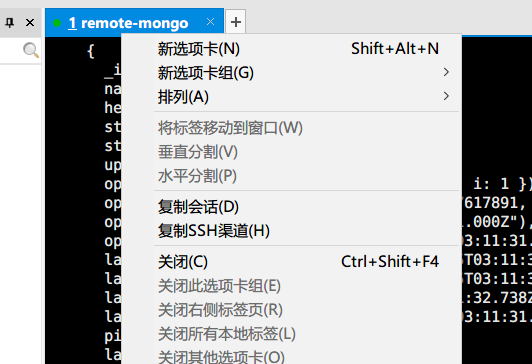 1 remote-mongo
+
{
_i
na
he
st
st
up
op
op
op
op
la
la
la
la
pi
la
新选项卡(N) Shift+Alt+N
新选项卡组(G)
排列(A)
将标签移动到窗口(W)
垂直分割(V)
水平分割(P)
复制会话(D)
复制SSH渠道(H)
关闭(C) Ctrl+Shift+F4
关闭此选项卡组(E)
关闭右侧标签页(R)
关闭所有本地标签(L)
关闭其他选项卡(O)
i: 1 })
7617891,
.000Z"),
03:11:31.
T03:11:3
T03:11:3
:32.738Z
03:11:31.